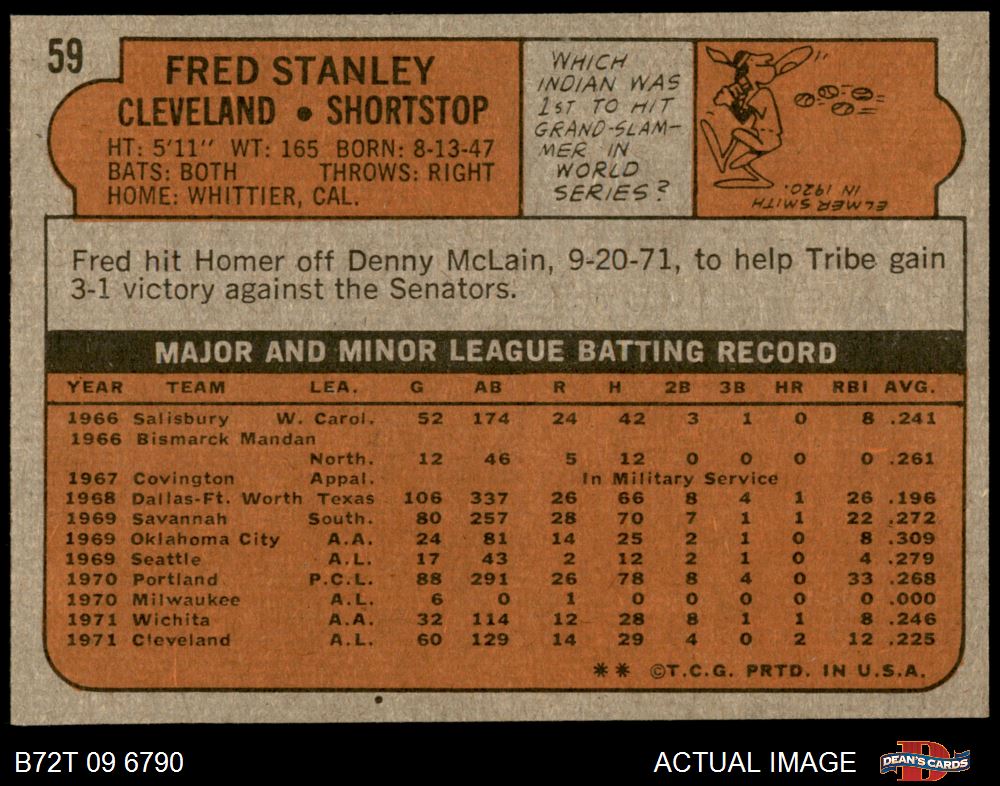 59
FRED STANLEY
CLEVELAND • SHORTSTOP
HT: 5'11" WT: 165 BORN: 8-13-47
BATS: BOTH THROWS: RIGHT
HOME: WHITTIER, CAL.
WHICH
INDIAN WAS
1ST TO HIT
GRAND-SLAM-
MER IN
WORLD
SERIES?
ELMER SMITH
IN 1920.
Fred hit Homer off Denny McLain, 9-20-71, to help Tribe gain
3-1 victory against the Senators.
MAJOR AND MINOR LEAGUE BATTING RECORD
YEAR TEAM LEA. G AB R H 2B 3B HR RBI AVG.
1966 Salisbury W. Carol. 52 174 24 42 3 1 0 8 .241
1966 Bismarck Mandan
North. 12 46 5 12 0 0 0 0 .261
1967 Covington Appal. In Military Service
1968 Dallas-Ft. Worth Texas 106 337 26 66 8 4 1 26 .196
1969 Savannah South. 80 257 28 70 7 1 1 22 .272
1969 Oklahoma City A.A. 24 81 14 25 2 1 0 8 .309
1969 Seattle A.L. 17 43 2 12 2 1 0 4 .279
1970 Portland P.C.L. 88 291 26 78 8 4 0 33 .268
1970 Milwaukee A.L. 6 0 1 0 0 0 0 0 .000
1971 Wichita A.A. 32 114 12 28 8 1 1 8 .246
1971 Cleveland A.L. 60 129 14 29 4 0 2 12 .225
** ©T.C.G. PRTD. IN U.S.A.
B72T 09 6790
ACTUAL IMAGE
D
DEAN'S CARDS